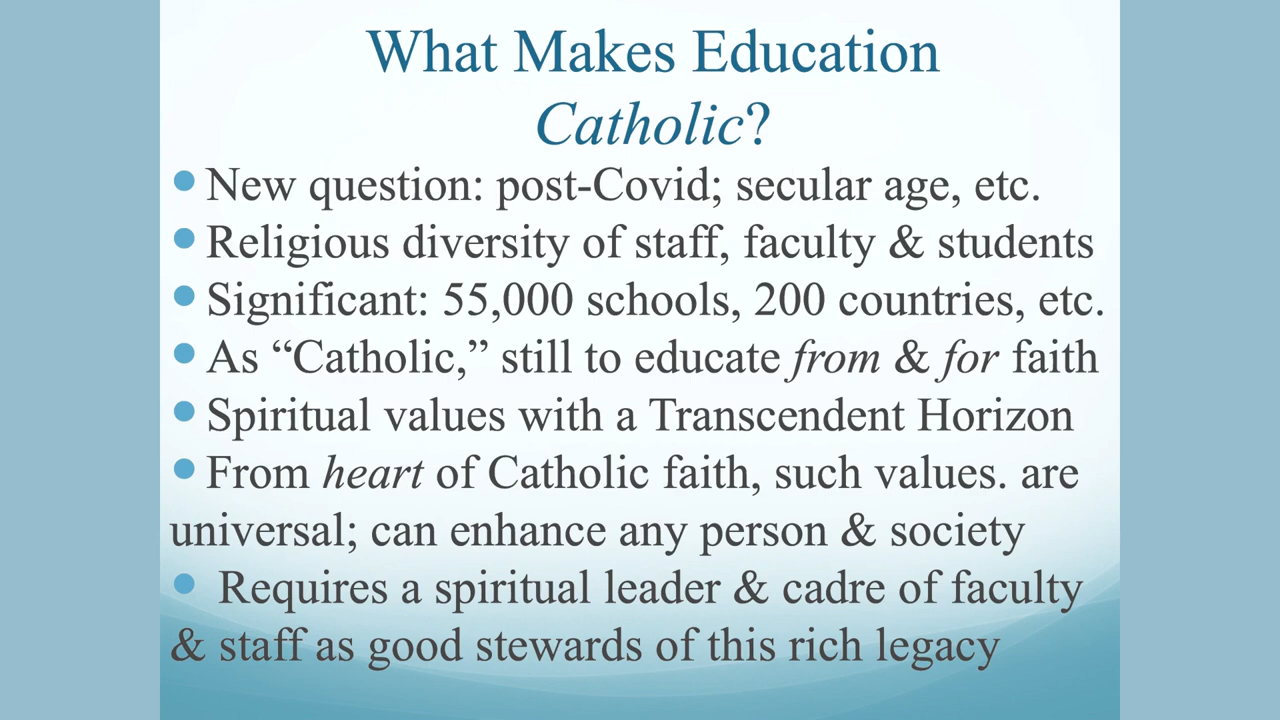 What Makes Education
Catholic?
• New question: post-Covid; secular age, etc.
• Religious diversity of staff, faculty & students
• Significant: 55,000 schools, 200 countries, etc.
• As “Catholic,” still to educate from & for faith
• Spiritual values with a Transcendent Horizon
• From heart of Catholic faith, such values. are
universal; can enhance any person & society
• Requires a spiritual leader & cadre of faculty
& staff as good stewards of this rich legacy